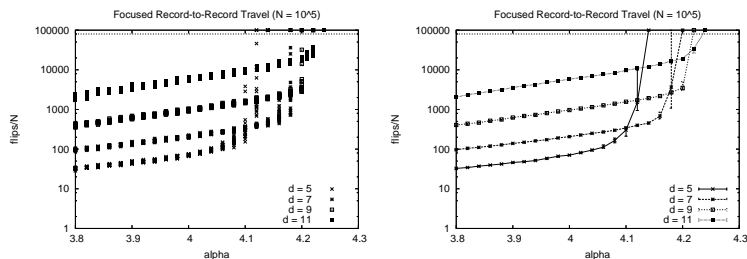 Focused Record-to-Record Travel (N = 10^5)
100000
10000
1000
100
10
1
flips/N
3.8 3.9 4 4.1 4.2 4.3
alpha
d = 5
d = 7
d = 9
d = 11
Focused Record-to-Record Travel (N = 10^5)
100000
10000
1000
100
10
1
flips/N
3.8 3.9 4 4.1 4.2 4.3
alpha
d = 5
d = 7
d = 9
d = 11